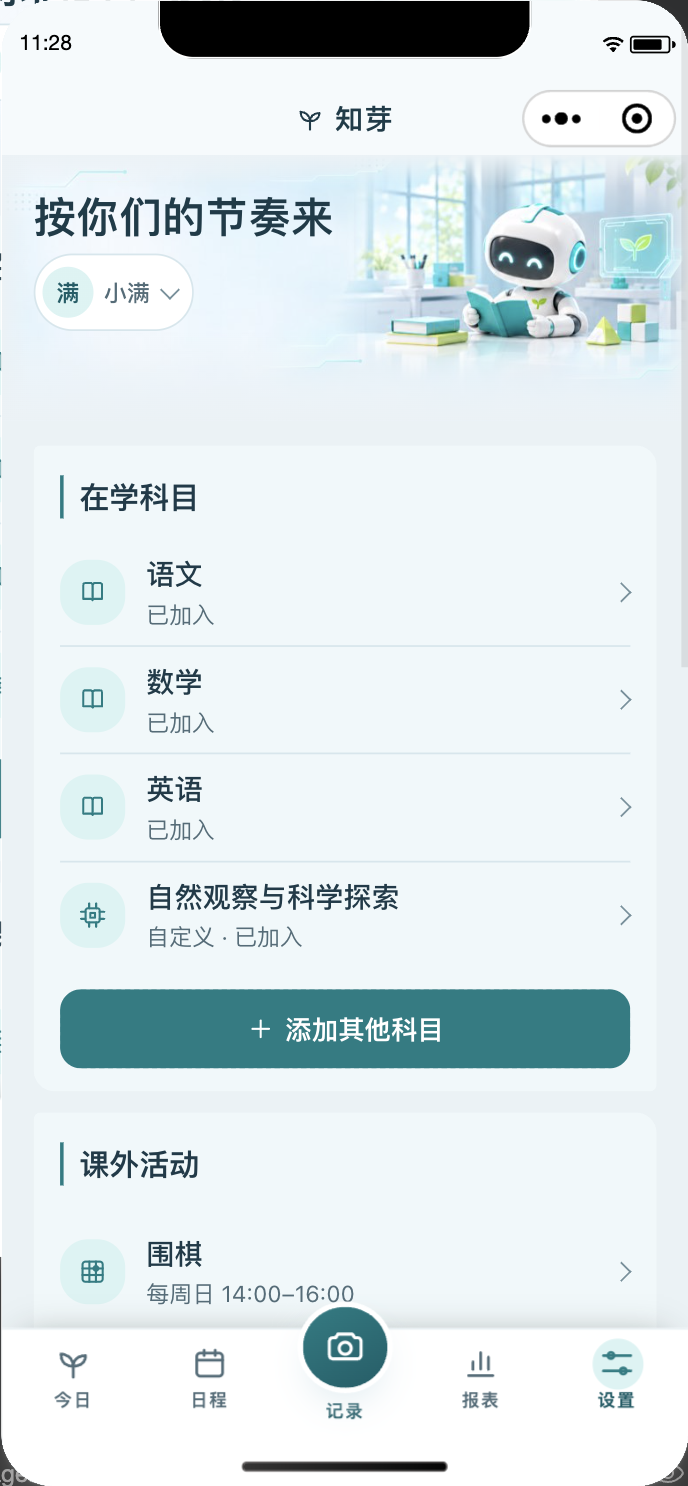 11:28
知芽
按你们的节奏来
满 小满
在学科目
语文
已加入
数学
已加入
英语
已加入
自然观察与科学探索
自定义 · 已加入
+ 添加其他科目
课外活动
围棋
每周日 14:00–16:00
今日 日程 记录 报表 设置